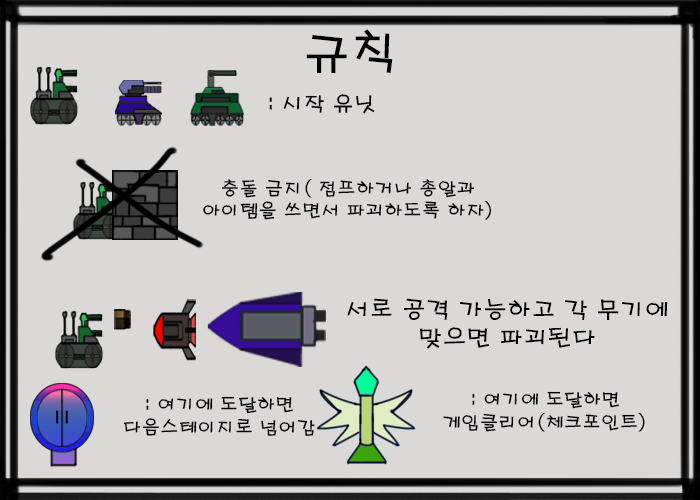 규칙
: 시작 유닛
충돌 금지( 점프하거나 총알과
아이템을 쓰면서 파괴하도록 하자)
서로 공격 가능하고 각 무기에
맞으면 파괴된다
: 여기에 도달하면
다음스테이지로 넘어감
: 여기에 도달하면
게임클리어(체크포인트)